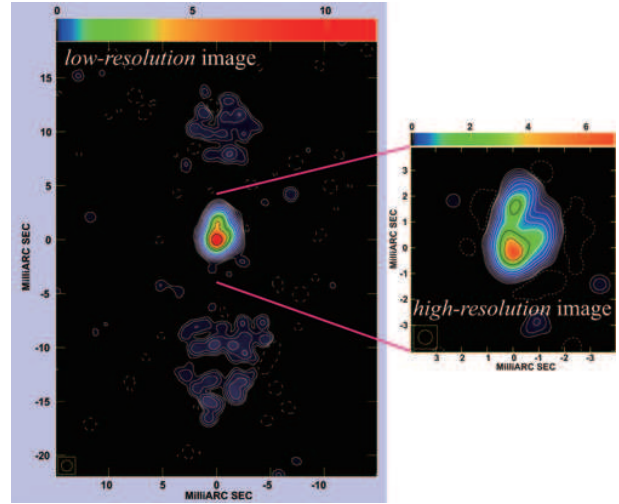 0 5 10
low-resolution image
15
10
5
0
-5
-10
-15
-20
MilliARC SEC
10 5 0 -5 -10
MilliARC SEC
0 2 4 6
3
2
1
0
-1
-2
-3
MilliARC SEC
high-resolution image
3 2 1 0 -1 -2 -3
MilliARC SEC